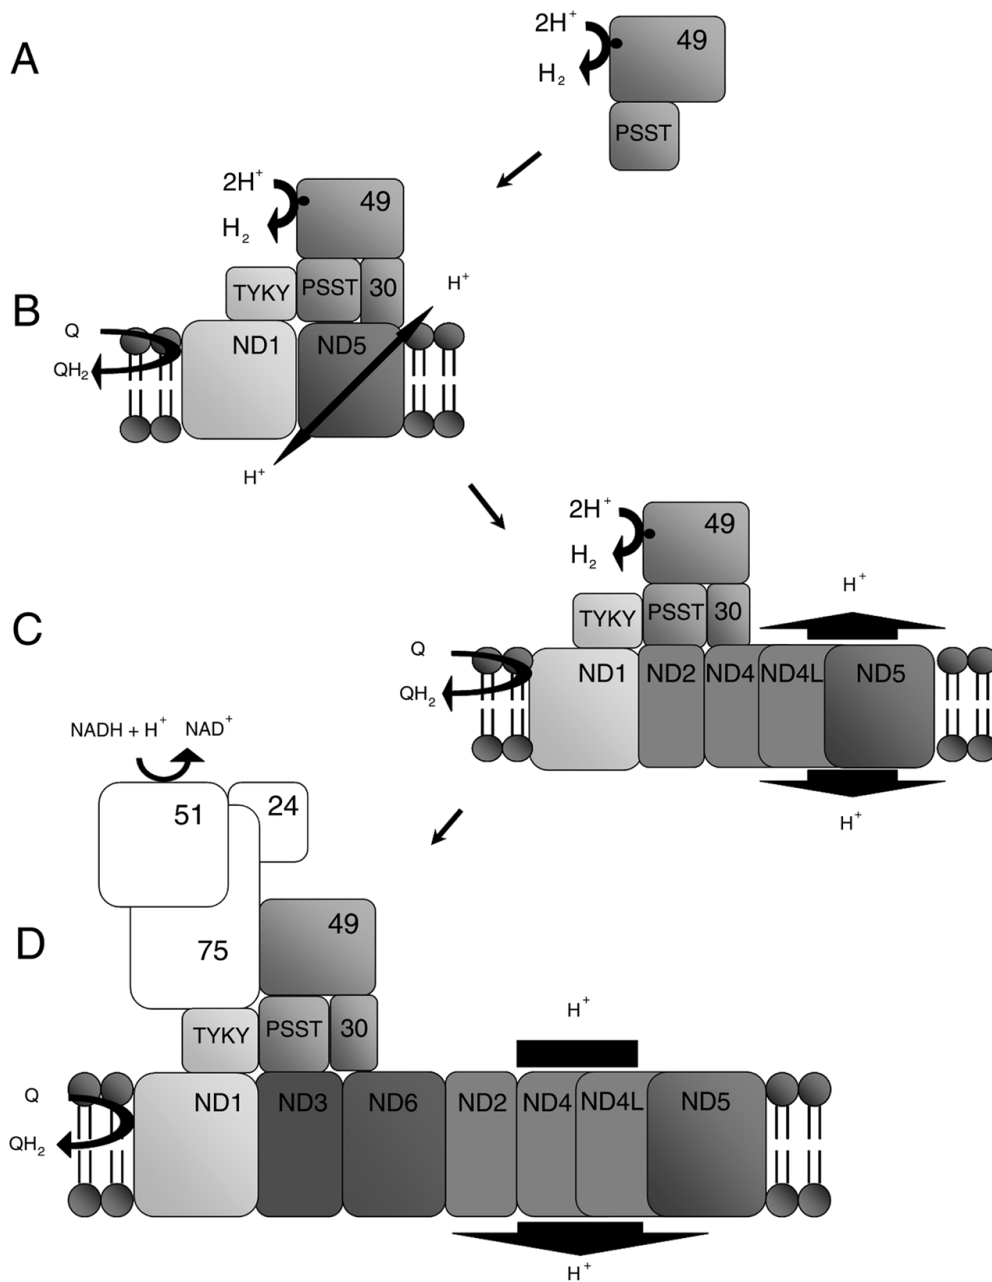 A
2H⁺
H₂
49
PSST
B
2H⁺
H₂
49
TYKY
PSST
30
H⁺
Q
QH₂
ND1
ND5
H⁺
C
2H⁺
H₂
49
TYKY
PSST
30
H⁺
Q
QH₂
ND1
ND2
ND4
ND4L
ND5
H⁺
D
NADH + H⁺
NAD⁺
51
24
75
49
TYKY
PSST
30
H⁺
Q
QH₂
ND1
ND3
ND6
ND2
ND4
ND4L
ND5
H⁺